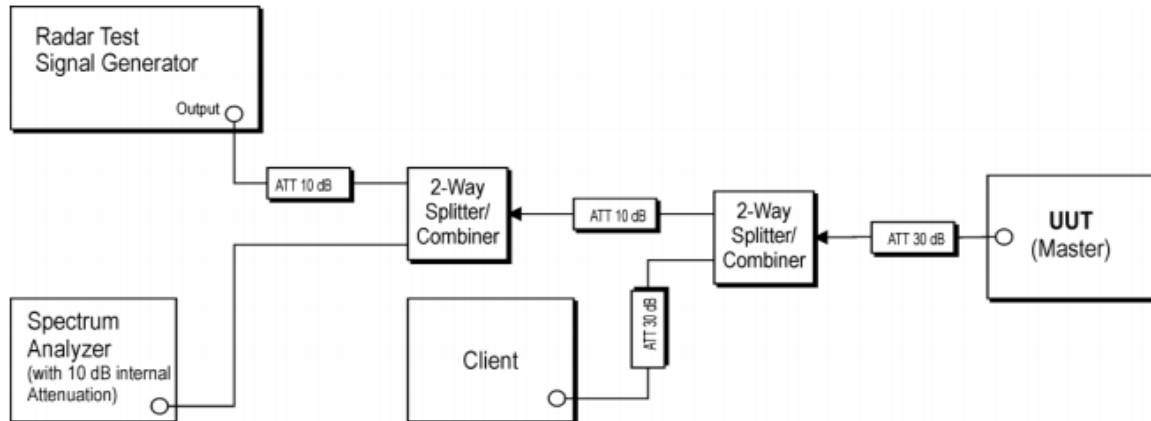 Radar Test
Signal Generator
Output
ATT 10 dB
2-Way
Splitter/
Combiner
ATT 10 dB
2-Way
Splitter/
Combiner
ATT 30 dB
UUT
(Master)
Spectrum
Analyzer
(with 10 dB internal
Attenuation)
Client
ATT 30 dB